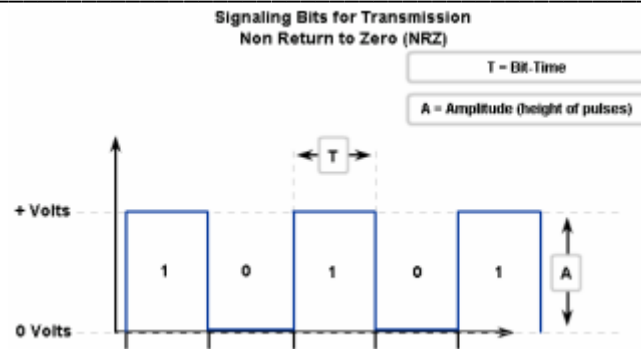 Signaling Bits for Transmission
Non Return to Zero (NRZ)
T = Bit-Time
A = Amplitude (height of pulses)
T
+ Volts
1 0 1 0 1
A
0 Volts